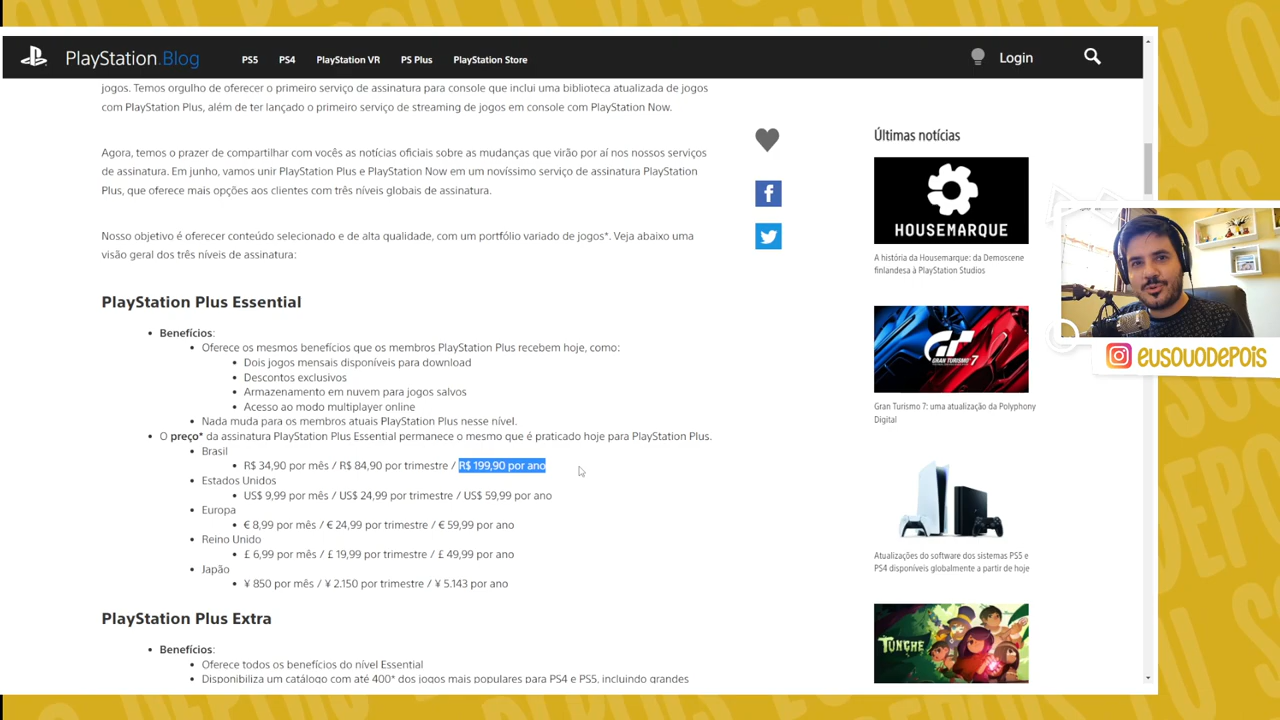 PlayStation.Blog
PS5
PS4
PlayStation VR
PS Plus
PlayStation Store
Login
jogos. Temos orgulho de oferecer o primeiro serviço de assinatura para console que inclui uma biblioteca atualizada de jogos
com PlayStation Plus, além de ter lançado o primeiro serviço de streaming de jogos em console com PlayStation Now.
Agora, temos o prazer de compartilhar com vocês as notícias oficiais sobre as mudanças que virão por aí nos nossos serviços
de assinatura. Em junho, vamos unir PlayStation Plus e PlayStation Now em um novíssimo serviço de assinatura PlayStation
Plus, que oferece mais opções aos clientes com três níveis globais de assinatura.
Nosso objetivo é oferecer conteúdo selecionado e de alta qualidade, com um portfólio variado de jogos*. Veja abaixo uma
visão geral dos três níveis de assinatura:
PlayStation Plus Essential
Benefícios:
Oferece os mesmos benefícios que os membros PlayStation Plus recebem hoje, como:
Dois jogos mensais disponíveis para download
Descontos exclusivos
Armazenamento em nuvem para jogos salvos
Acesso ao modo multiplayer online
Nada muda para os membros atuais PlayStation Plus nesse nível.
O preço* da assinatura PlayStation Plus Essential permanece o mesmo que é praticado hoje para PlayStation Plus.
Brasil
R$ 34,90 por mês / R$ 84,90 por trimestre / R$ 199,90 por ano
Estados Unidos
US$ 9,99 por mês / US$ 24,99 por trimestre / US$ 59,99 por ano
Europa
€ 8,99 por mês / € 24,99 por trimestre / € 59,99 por ano
Reino Unido
£ 6,99 por mês / £ 19,99 por trimestre / £ 49,99 por ano
Japão
¥ 850 por mês / ¥ 2.150 por trimestre / ¥ 5.143 por ano
PlayStation Plus Extra
Benefícios:
Oferece todos os benefícios do nível Essential
Disponibiliza um catálogo com até 400* dos jogos mais populares para PS4 e PS5, incluindo grandes
Últimas notícias
HOUSEMARQUE
A história da Housemarque: da Demoscene
finlandesa à PlayStation Studios
GT
GRAN TURISMO 7
Gran Turismo 7: uma atualização da Polyphony
Digital
Atualizações do software dos sistemas PS5 e
PS4 disponíveis globalmente a partir de hoje
TUNCHE
eusouodepois